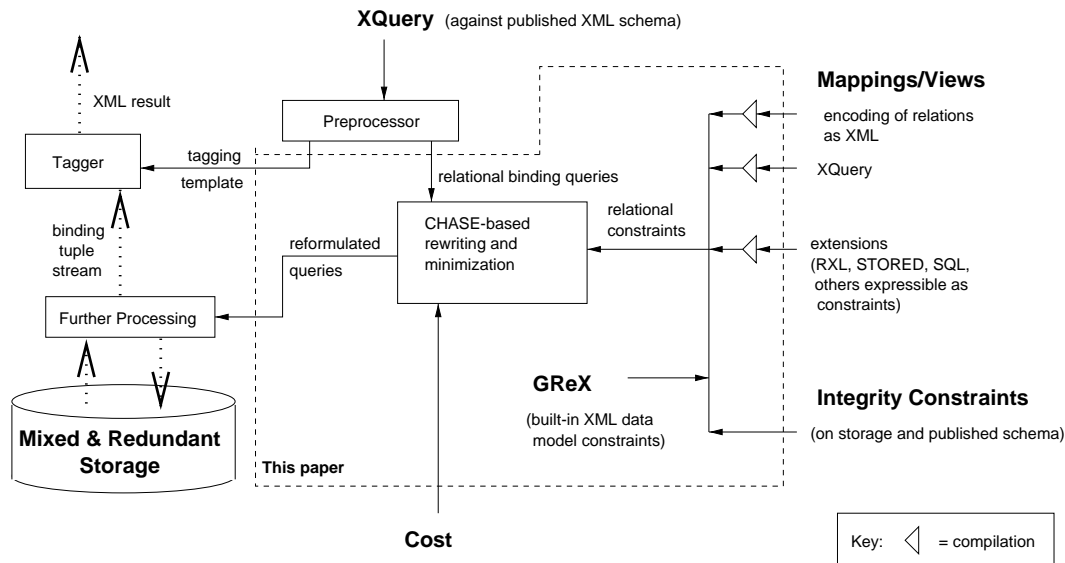 XQuery (against published XML schema)
XML result
Preprocessor
Tagger
tagging
template
relational binding queries
Mappings/Views
encoding of relations
as XML
XQuery
binding
tuple
stream
reformulated
queries
CHASE-based
rewriting and
minimization
relational
constraints
extensions
(RXL, STORED, SQL,
others expressible as
constraints)
Further Processing
GReX
(built-in XML data
model constraints)
Integrity Constraints
(on storage and published schema)
Mixed & Redundant
Storage
This paper
Cost
Key: = compilation